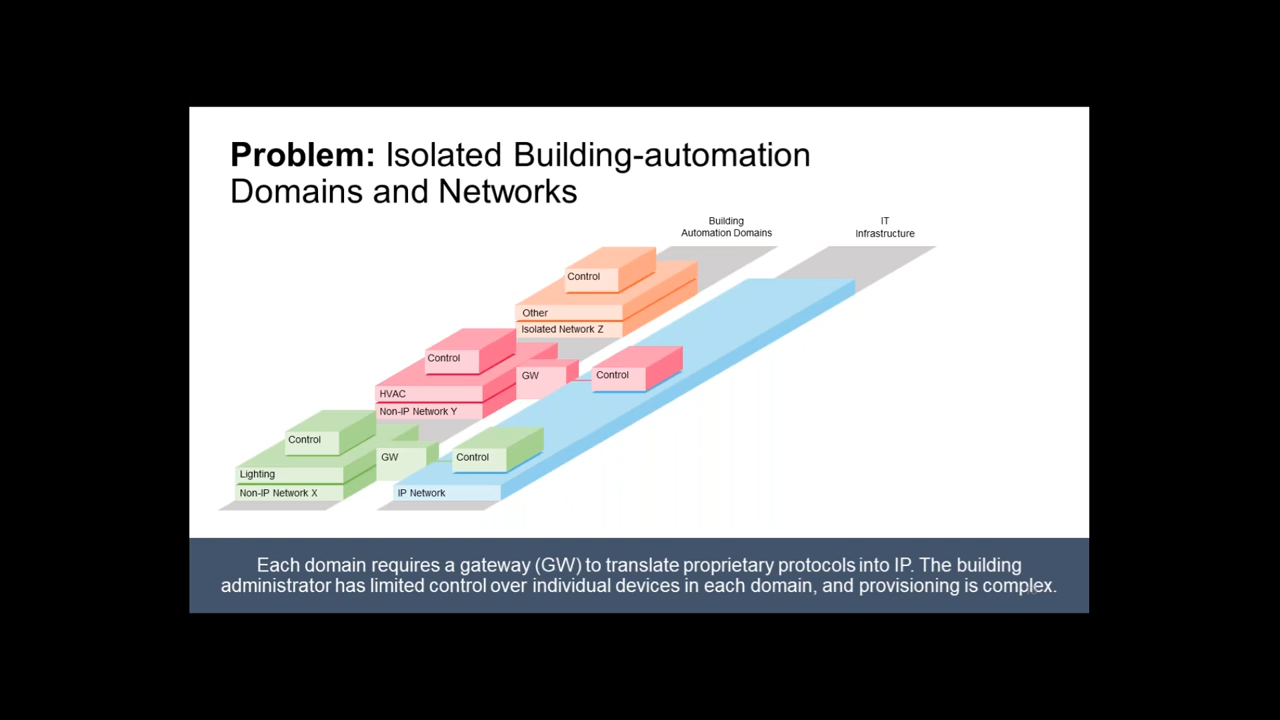 Problem: Isolated Building-automation
Domains and Networks
Building
Automation Domains
IT
Infrastructure
Control
Other
Isolated Network Z
Control
HVAC
Non-IP Network Y
GW
Control
Control
Lighting
Non-IP Network X
GW
Control
IP Network
Each domain requires a gateway (GW) to translate proprietary protocols into IP. The building
administrator has limited control over individual devices in each domain, and provisioning is complex.